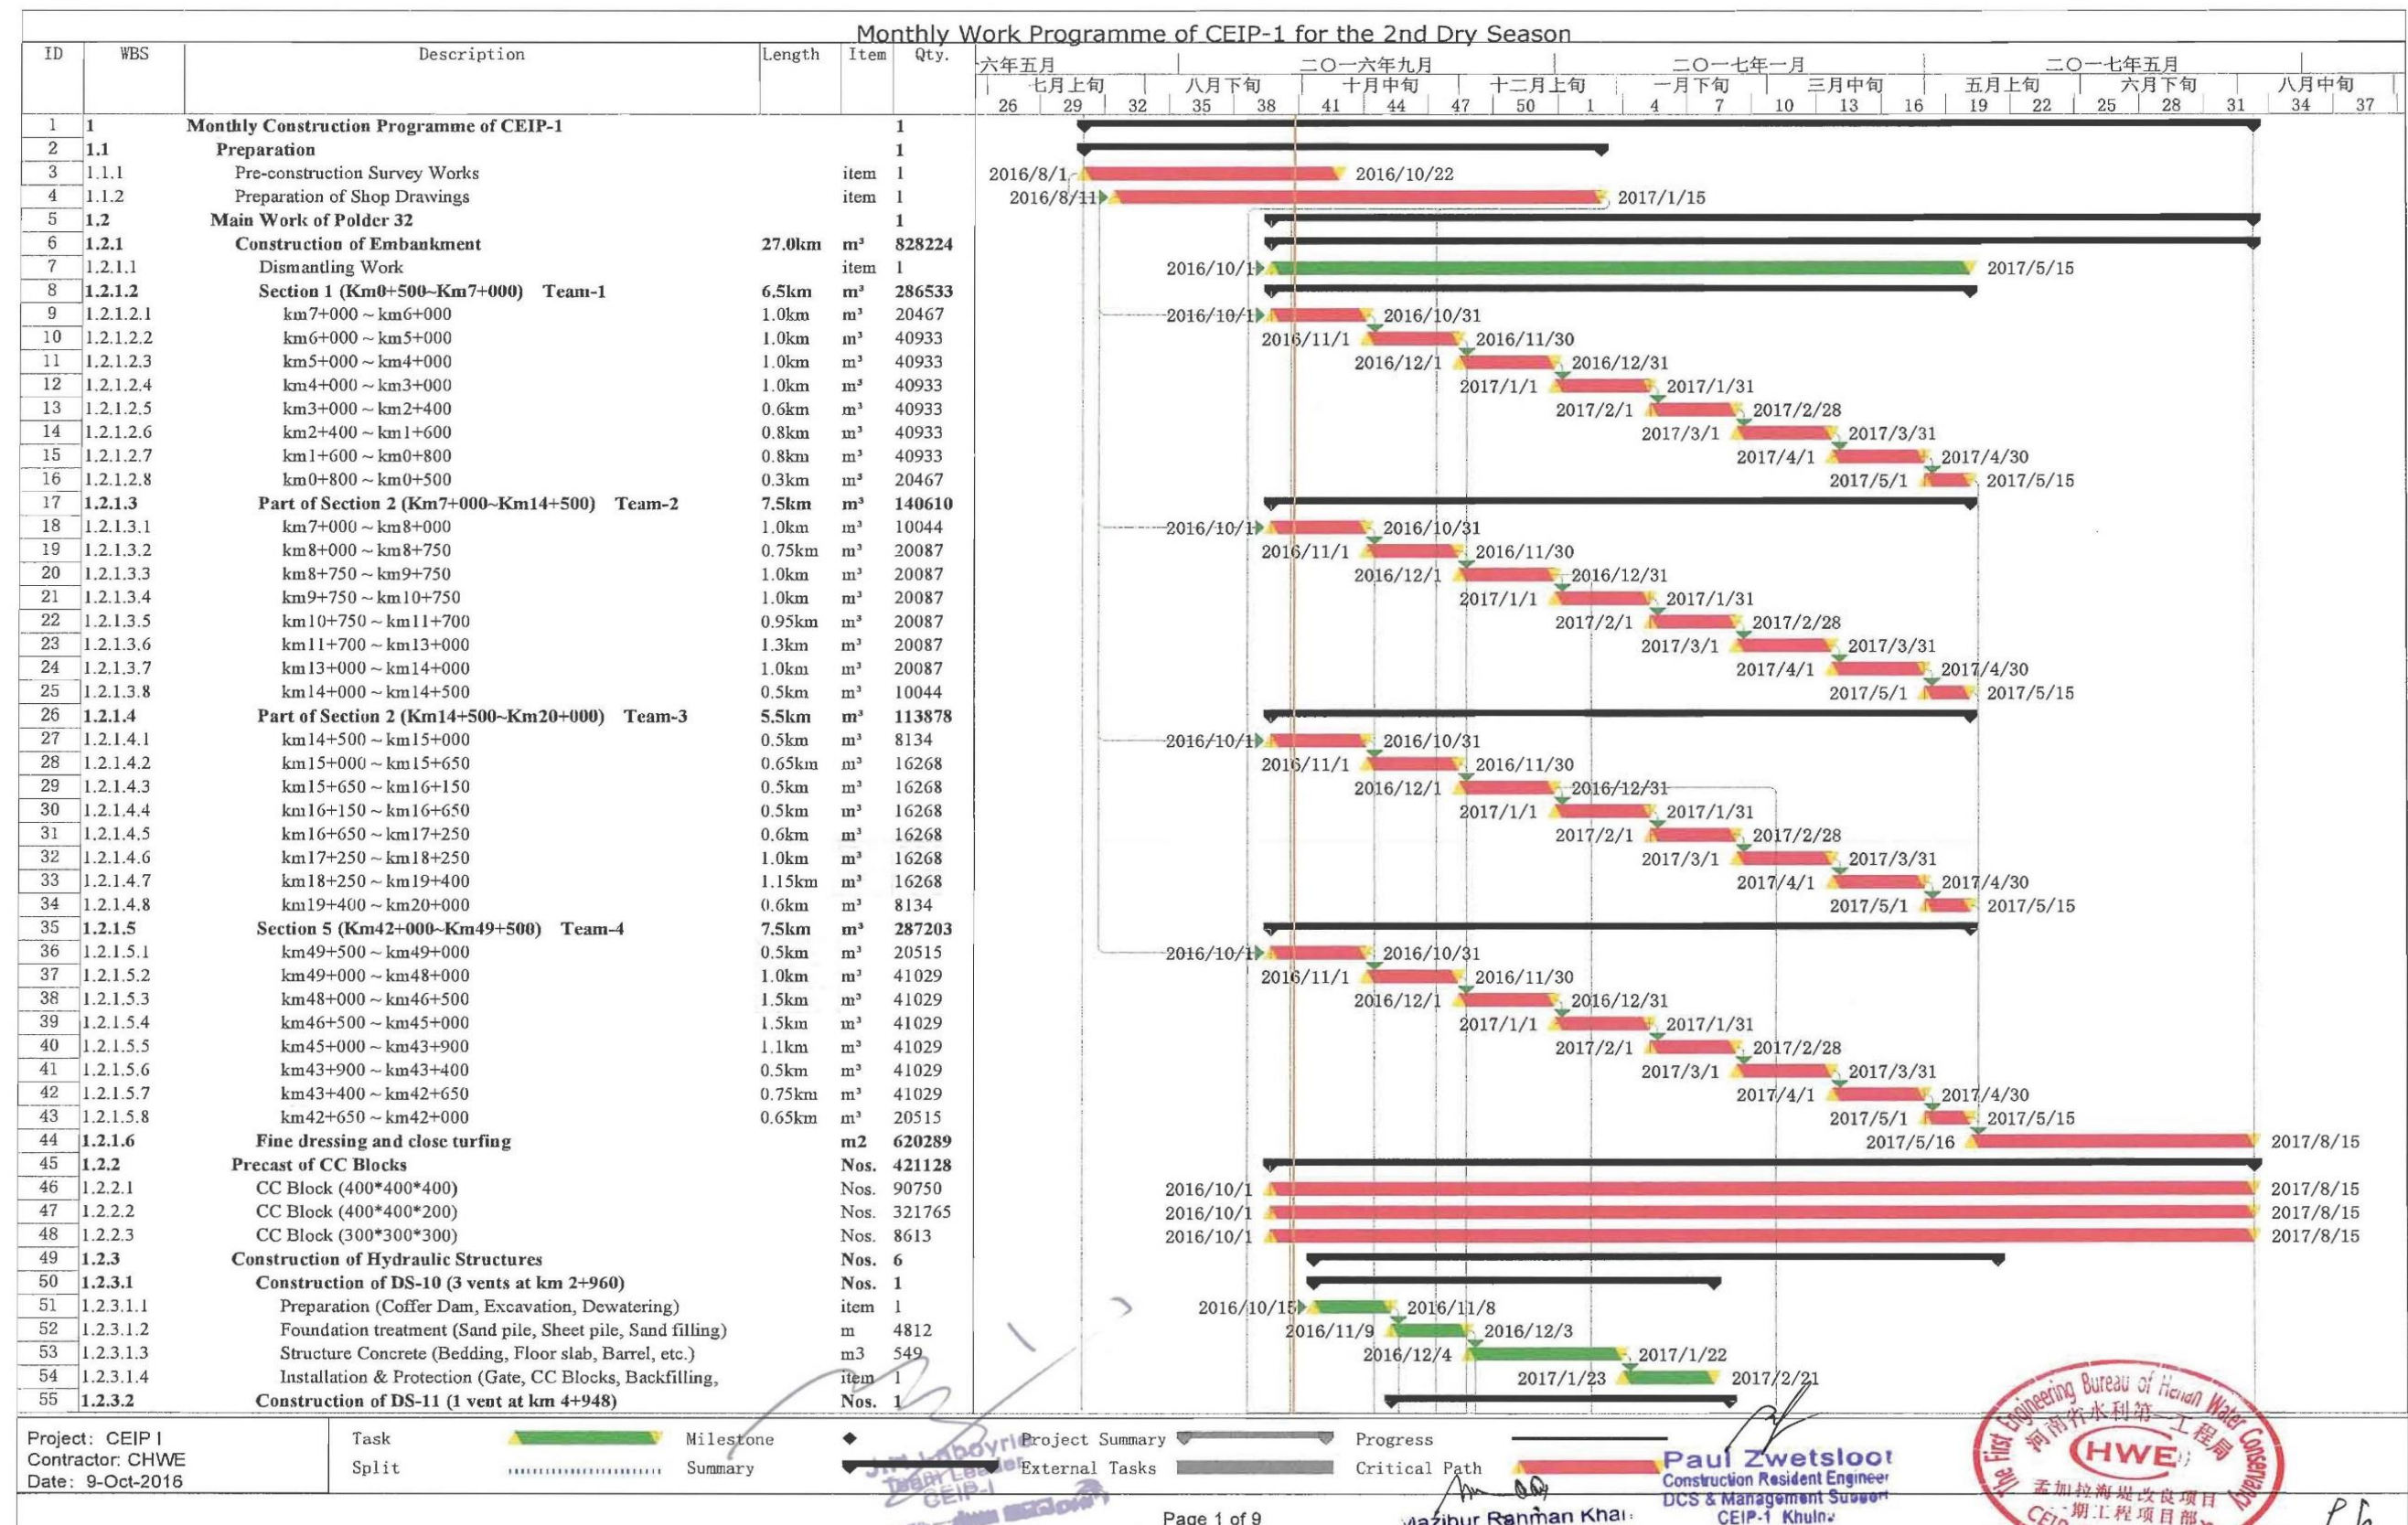 Monthly Work Programme of CEIP-1 for the 2nd Dry Season
ID WBS Description Length Item Qty.
六年五月 二〇一六年九月 二〇一七年一月 二〇一七年五月
七月上旬 八月下旬 十月中旬 十二月上旬 一月下旬 三月中旬 五月上旬 六月下旬 八月中旬
26 29 32 35 38 41 44 47 50 1 4 7 10 13 16 19 22 25 28 31 34 37
1 1 Monthly Construction Programme of CEIP-1 1
2 1.1 Preparation 1
3 1.1.1 Pre-construction Survey Works item 1 2016/8/1 2016/10/22
4 1.1.2 Preparation of Shop Drawings item 1 2016/8/11 2017/1/15
5 1.2 Main Work of Polder 32 1
6 1.2.1 Construction of Embankment 27.0km m³ 828224
7 1.2.1.1 Dismantling Work item 1 2016/10/1 2017/5/15
8 1.2.1.2 Section 1 (Km0+500~Km7+000) Team-1 6.5km m³ 286533
9 1.2.1.2.1 km7+000 ~ km6+000 1.0km m³ 20467 2016/10/1 2016/10/31
10 1.2.1.2.2 km6+000 ~ km5+000 1.0km m³ 40933 2016/11/1 2016/11/30
11 1.2.1.2.3 km5+000 ~ km4+000 1.0km m³ 40933 2016/12/1 2016/12/31
12 1.2.1.2.4 km4+000 ~ km3+000 1.0km m³ 40933 2017/1/1 2017/1/31
13 1.2.1.2.5 km3+000 ~ km2+400 0.6km m³ 40933 2017/2/1 2017/2/28
14 1.2.1.2.6 km2+400 ~ km1+600 0.8km m³ 40933 2017/3/1 2017/3/31
15 1.2.1.2.7 km1+600 ~ km0+800 0.8km m³ 40933 2017/4/1 2017/4/30
16 1.2.1.2.8 km0+800 ~ km0+500 0.3km m³ 20467 2017/5/1 2017/5/15
17 1.2.1.3 Part of Section 2 (Km7+000~Km14+500) Team-2 7.5km m³ 140610
18 1.2.1.3.1 km7+000 ~ km8+000 1.0km m³ 10044 2016/10/1 2016/10/31
19 1.2.1.3.2 km8+000 ~ km8+750 0.75km m³ 20087 2016/11/1 2016/11/30
20 1.2.1.3.3 km8+750 ~ km9+750 1.0km m³ 20087 2016/12/1 2016/12/31
21 1.2.1.3.4 km9+750 ~ km10+750 1.0km m³ 20087 2017/1/1 2017/1/31
22 1.2.1.3.5 km10+750 ~ km11+700 0.95km m³ 20087 2017/2/1 2017/2/28
23 1.2.1.3.6 km11+700 ~ km13+000 1.3km m³ 20087 2017/3/1 2017/3/31
24 1.2.1.3.7 km13+000 ~ km14+000 1.0km m³ 20087 2017/4/1 2017/4/30
25 1.2.1.3.8 km14+000 ~ km14+500 0.5km m³ 10044 2017/5/1 2017/5/15
26 1.2.1.4 Part of Section 2 (Km14+500~Km20+000) Team-3 5.5km m³ 113878
27 1.2.1.4.1 km14+500 ~ km15+000 0.5km m³ 8134 2016/10/1 2016/10/31
28 1.2.1.4.2 km15+000 ~ km15+650 0.65km m³ 16268 2016/11/1 2016/11/30
29 1.2.1.4.3 km15+650 ~ km16+150 0.5km m³ 16268 2016/12/1 2016/12/31
30 1.2.1.4.4 km16+150 ~ km16+650 0.5km m³ 16268 2017/1/1 2017/1/31
31 1.2.1.4.5 km16+650 ~ km17+250 0.6km m³ 16268 2017/2/1 2017/2/28
32 1.2.1.4.6 km17+250 ~ km18+250 1.0km m³ 16268 2017/3/1 2017/3/31
33 1.2.1.4.7 km18+250 ~ km19+400 1.15km m³ 16268 2017/4/1 2017/4/30
34 1.2.1.4.8 km19+400 ~ km20+000 0.6km m³ 8134 2017/5/1 2017/5/15
35 1.2.1.5 Section 5 (Km42+000~Km49+500) Team-4 7.5km m³ 287203
36 1.2.1.5.1 km49+500 ~ km49+000 0.5km m³ 20515 2016/10/1 2016/10/31
37 1.2.1.5.2 km49+000 ~ km48+000 1.0km m³ 41029 2016/11/1 2016/11/30
38 1.2.1.5.3 km48+000 ~ km46+500 1.5km m³ 41029 2016/12/1 2016/12/31
39 1.2.1.5.4 km46+500 ~ km45+000 1.5km m³ 41029 2017/1/1 2017/1/31
40 1.2.1.5.5 km45+000 ~ km43+900 1.1km m³ 41029 2017/2/1 2017/2/28
41 1.2.1.5.6 km43+900 ~ km43+400 0.5km m³ 41029 2017/3/1 2017/3/31
42 1.2.1.5.7 km43+400 ~ km42+650 0.75km m³ 41029 2017/4/1 2017/4/30
43 1.2.1.5.8 km42+650 ~ km42+000 0.65km m³ 20515 2017/5/1 2017/5/15
44 1.2.1.6 Fine dressing and close turfing m2 620289 2017/5/16 2017/8/15
45 1.2.2 Precast of CC Blocks Nos. 421128
46 1.2.2.1 CC Block (400*400*400) Nos. 90750 2016/10/1 2017/8/15
47 1.2.2.2 CC Block (400*400*200) Nos. 321765 2016/10/1 2017/8/15
48 1.2.2.3 CC Block (300*300*300) Nos. 8613 2016/10/1 2017/8/15
49 1.2.3 Construction of Hydraulic Structures Nos. 6
50 1.2.3.1 Construction of DS-10 (3 vents at km 2+960) Nos. 1
51 1.2.3.1.1 Preparation (Coffer Dam, Excavation, Dewatering) item 1 2016/10/15 2016/11/8
52 1.2.3.1.2 Foundation treatment (Sand pile, Sheet pile, Sand filling) m 4812 2016/11/9 2016/12/3
53 1.2.3.1.3 Structure Concrete (Bedding, Floor slab, Barrel, etc.) m3 549 2016/12/4 2017/1/22
54 1.2.3.1.4 Installation & Protection (Gate, CC Blocks, Backfilling, item 1 2017/1/23 2017/2/21
55 1.2.3.2 Construction of DS-11 (1 vent at km 4+948) Nos. 1
Project: CEIP I Task Milestone Project Summary Progress
Contractor: CHWE Split Summary External Tasks Critical Path
Date: 9-Oct-2016
Team Leader
CEIP-I
Paul Zwetsloot
Construction Resident Engineer
DCS & Management Support
CEIP-1 Khulna
Rahman
The First Engineering Bureau of Henan Water Conservancy
河南省水利第一工程局
HWE
孟加拉海堤改良项目
一期工程项目部
Page 1 of 9